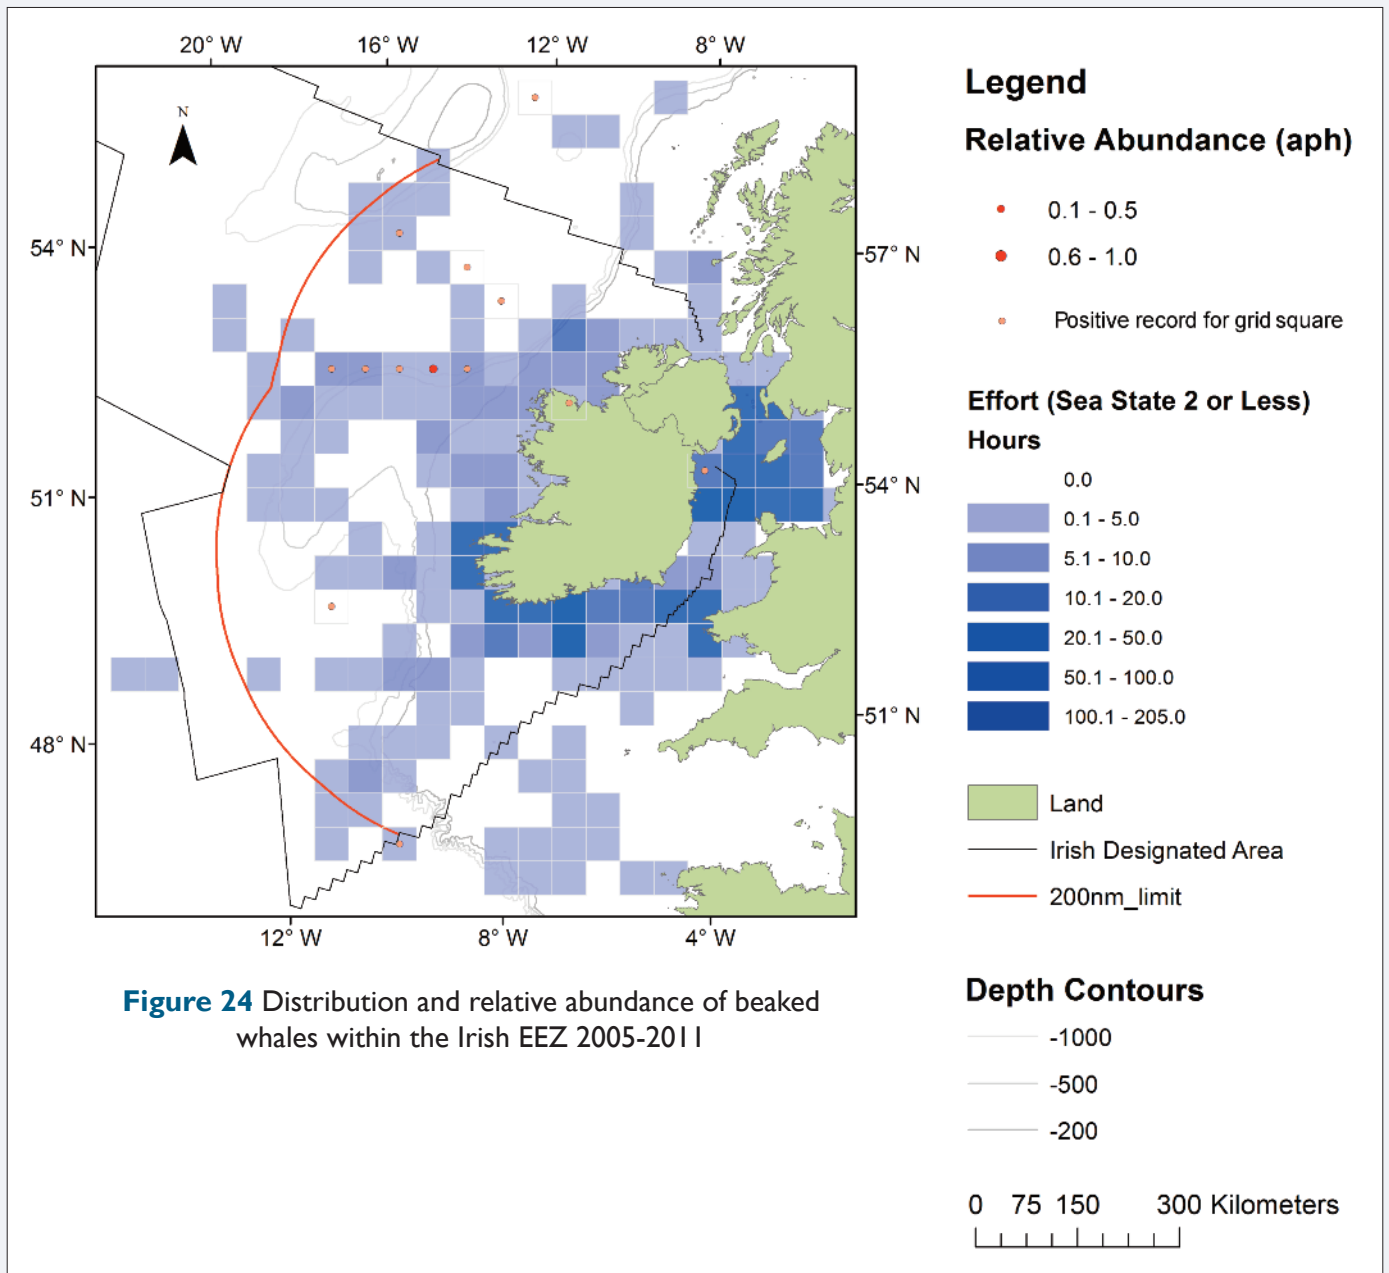 20° W 16° W 12° W 8° W
N
54° N
51° N
48° N
57° N
54° N
51° N
12° W 8° W 4° W
Figure 24 Distribution and relative abundance of beaked
whales within the Irish EEZ 2005-2011
Legend
Relative Abundance (aph)
0.1 - 0.5
0.6 - 1.0
Positive record for grid square
Effort (Sea State 2 or Less)
Hours
0.0
0.1 - 5.0
5.1 - 10.0
10.1 - 20.0
20.1 - 50.0
50.1 - 100.0
100.1 - 205.0
Land
Irish Designated Area
200nm_limit
Depth Contours
-1000
-500
-200
0 75 150 300 Kilometers